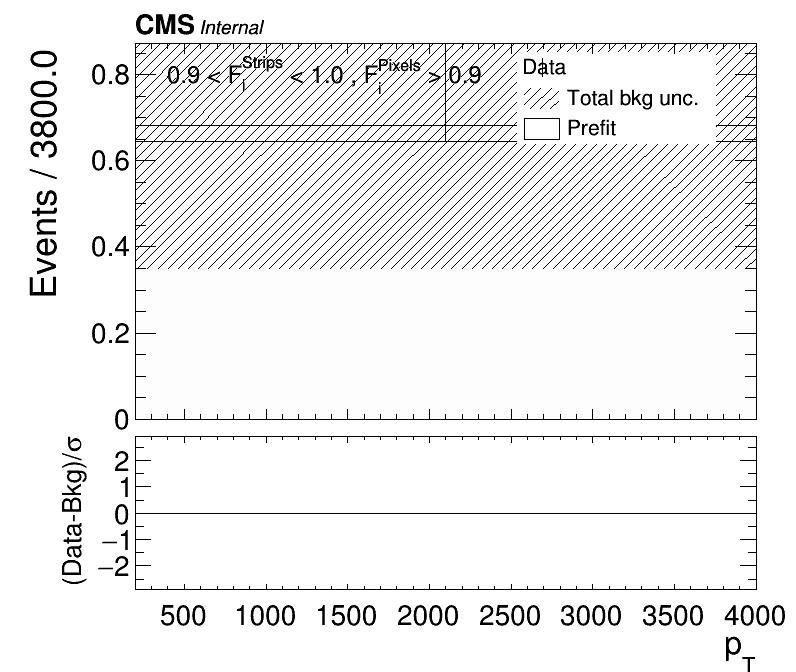 CMS Internal
Events / 3800.0
0.8
0.6
0.4
0.2
0
0.9 < F_i^Strips < 1.0 , F_i^Pixels > 0.9
Data
Total bkg unc.
Prefit
(Data-Bkg)/σ
2
1
0
−1
−2
500 1000 1500 2000 2500 3000 3500 4000
p_T